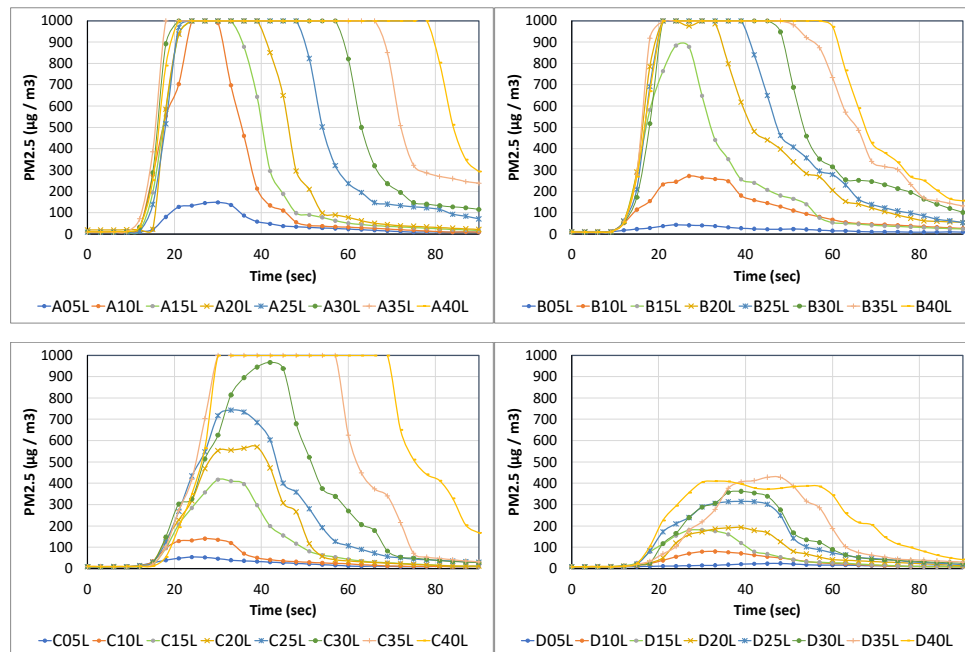 PM2.5 (µg / m3)
1000
900
800
700
600
500
400
300
200
100
0
0 20 40 60 80
Time (sec)
A05L A10L A15L A20L A25L A30L A35L A40L
PM2.5 (µg / m3)
1000
900
800
700
600
500
400
300
200
100
0
0 20 40 60 80
Time (sec)
B05L B10L B15L B20L B25L B30L B35L B40L
PM2.5 (µg / m3)
1000
900
800
700
600
500
400
300
200
100
0
0 20 40 60 80
Time (sec)
C05L C10L C15L C20L C25L C30L C35L C40L
PM2.5 (µg / m3)
1000
900
800
700
600
500
400
300
200
100
0
0 20 40 60 80
Time (sec)
D05L D10L D15L D20L D25L D30L D35L D40L